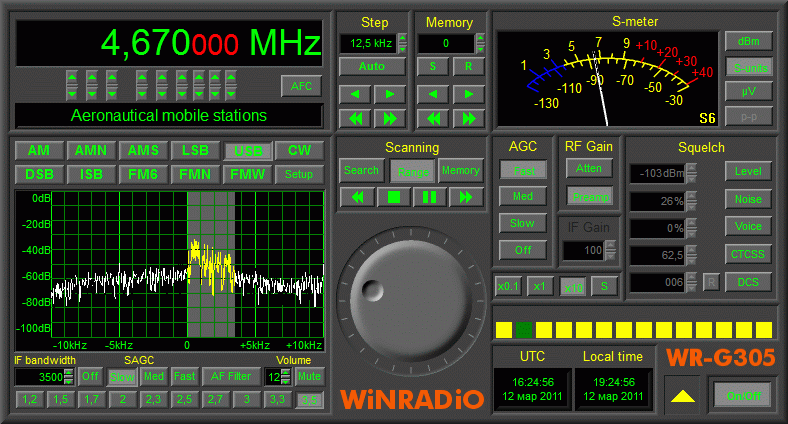 4,670000 MHz
AFC
Aeronautical mobile stations
Step
12,5 kHz
Auto
Memory
0
S R
S-meter
1 3 5 7 9 +10 +20 +30 +40
-130 -110 -90 -70 -50 -30
S6
dBm
S-units
µV
p-p
AM AMN AMS LSB USB CW
DSB ISB FM6 FMN FMW Setup
0dB
-20dB
-40dB
-60dB
-80dB
-100dB
-10kHz -5kHz 0 +5kHz +10kHz
IF bandwidth SAGC Volume
3500 Off Slow Med Fast AF Filter 12 Mute
1,2 1,5 1,7 2 2,3 2,5 2,7 3 3,3 3,5
Scanning
Search Range Memory
WiNRADiO
AGC
Fast
Med
Slow
Off
RF Gain
Atten
Preamp
IF Gain
100
x0.1 x1 x10 S
Squelch
-103dBm Level
26% Noise
0% Voice
62,5 CTCSS
006 R DCS
UTC
16:24:56
12 мар 2011
Local time
19:24:56
12 мар 2011
WR-G305
On/Off